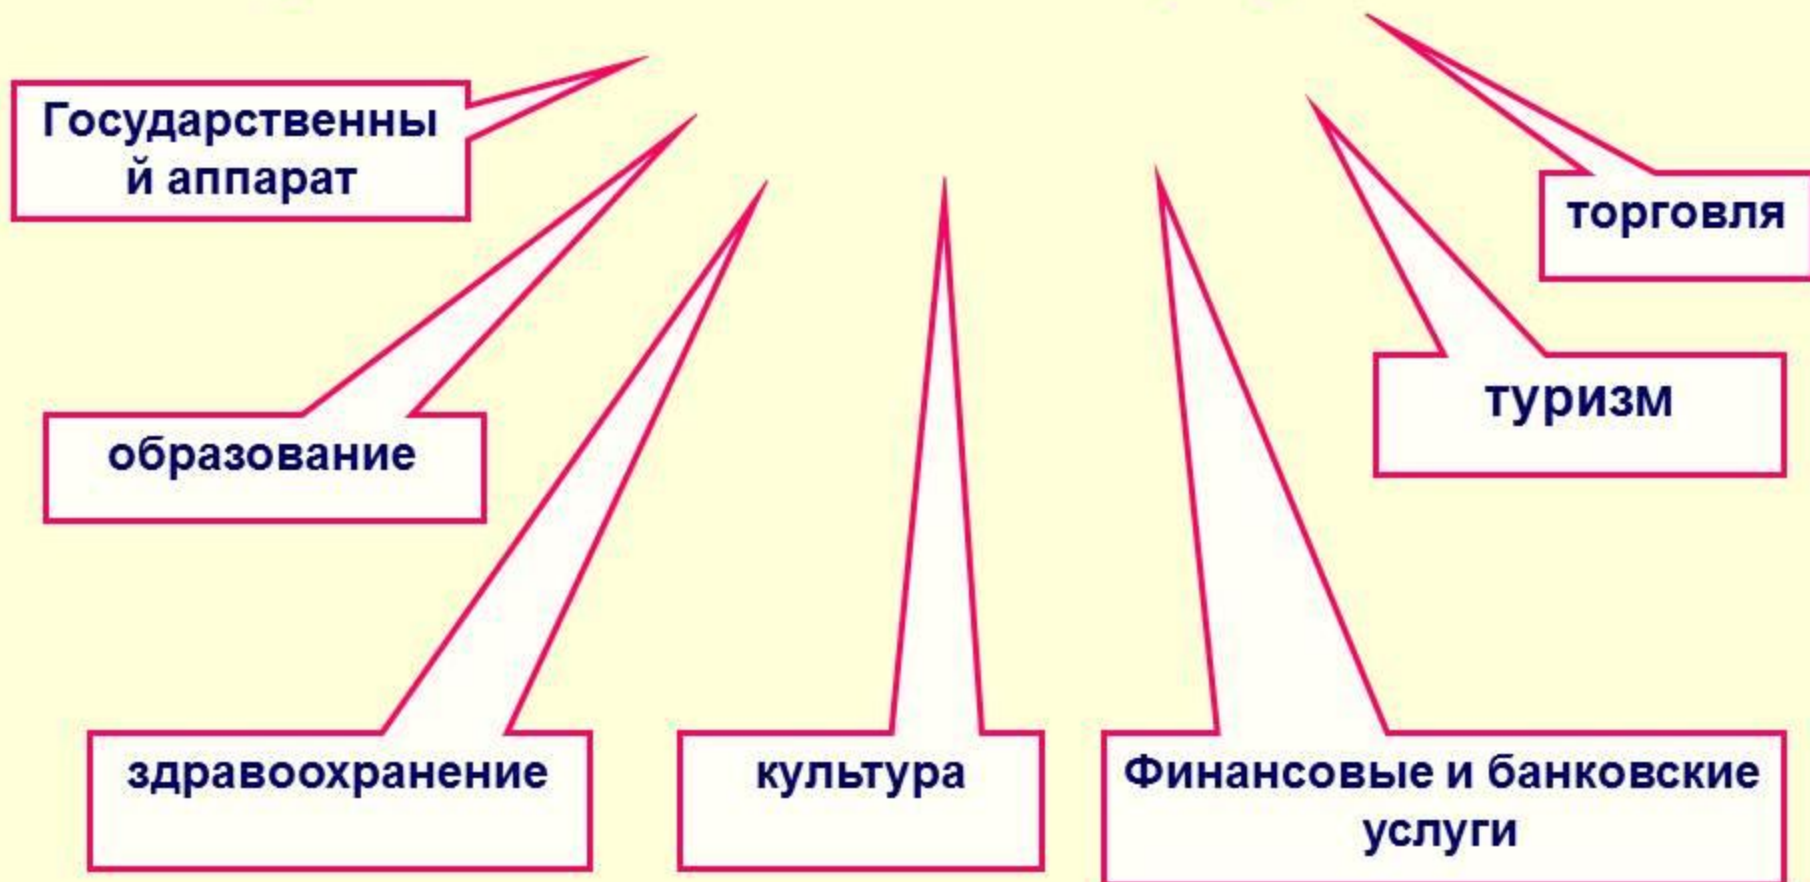 Государственны
й аппарат
торговля
туризм
образование
здравоохранение
культура
Финансовые и банковские
услуги